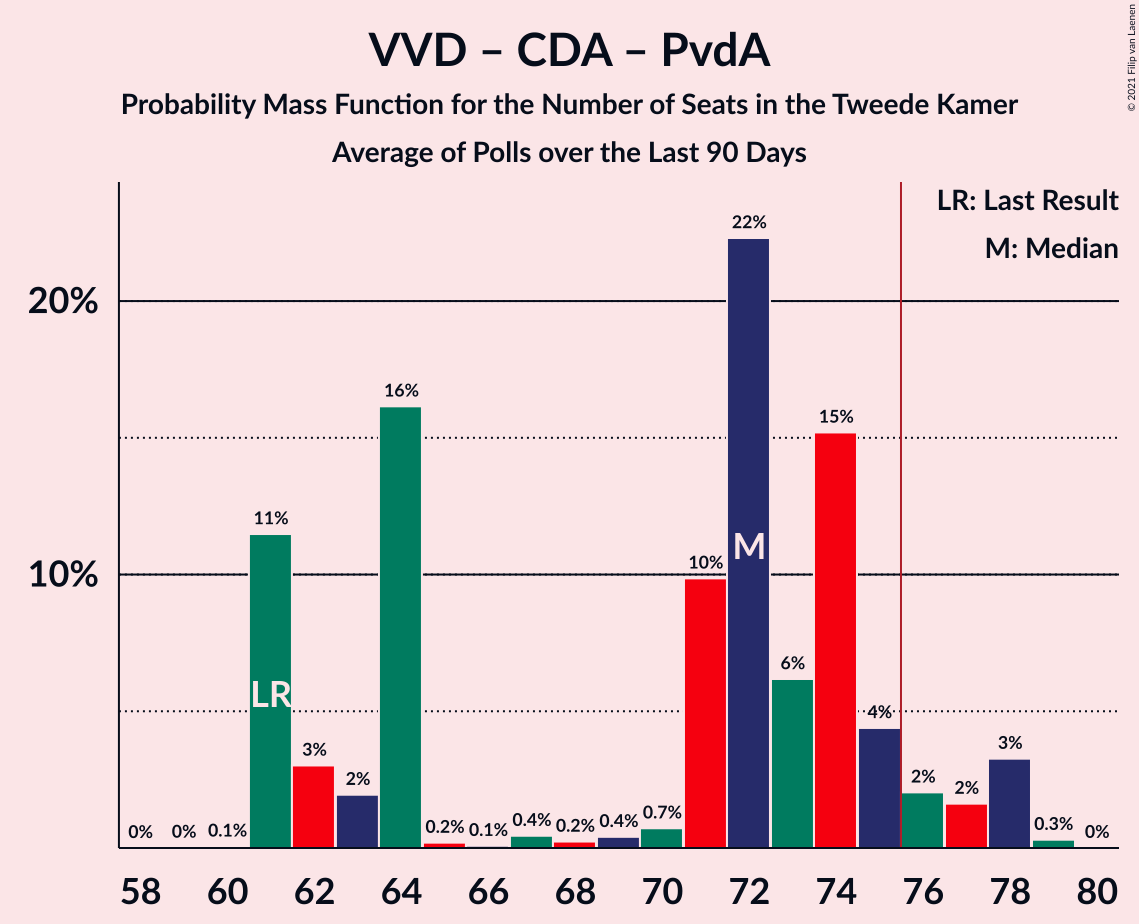 VVD – CDA – PvdA
Probability Mass Function for the Number of Seats in the Tweede Kamer
Average of Polls over the Last 90 Days
© 2021 Filip van Laenen
LR: Last Result
M: Median
20%
10%
0%
0%
0.1%
11%
3%
2%
16%
0.2%
0.1%
0.4%
0.2%
0.4%
0.7%
10%
22%
6%
15%
4%
2%
2%
3%
0.3%
0%
LR
M
58 60 62 64 66 68 70 72 74 76 78 80